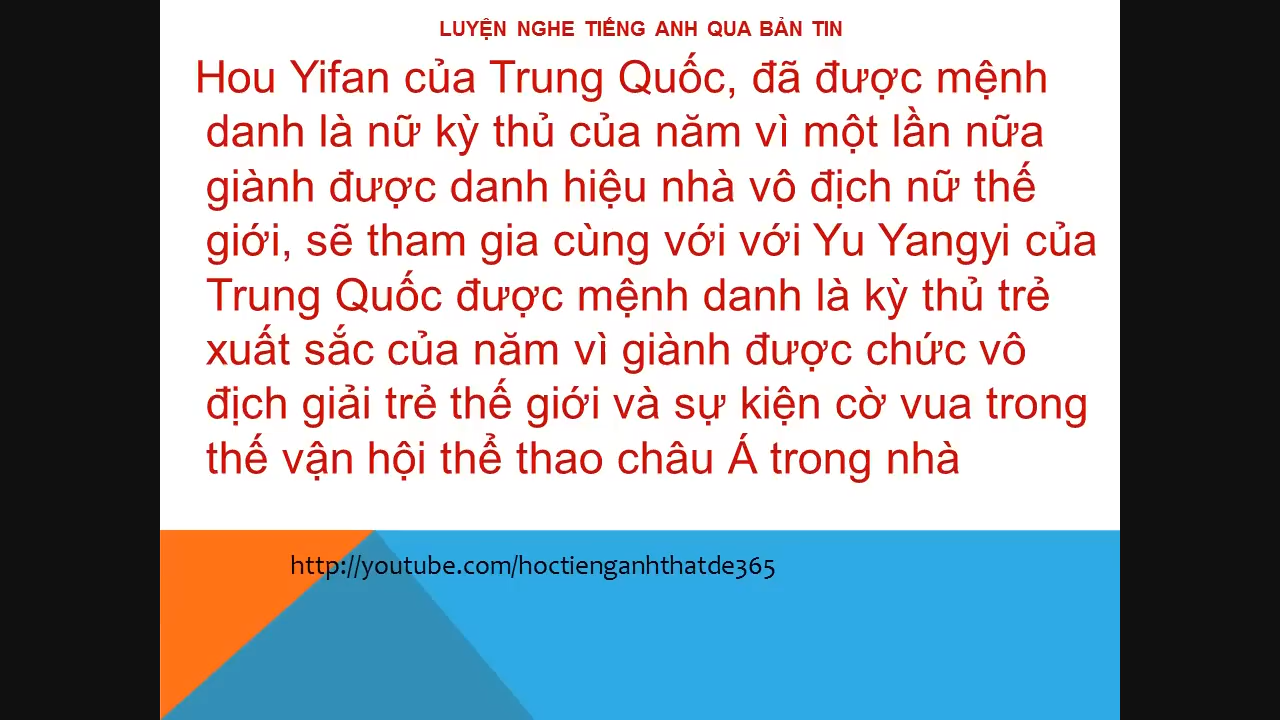 LUYỆN NGHE TIẾNG ANH QUA BẢN TIN
Hou Yifan của Trung Quốc, đã được mệnh
danh là nữ kỳ thủ của năm vì một lần nữa
giành được danh hiệu nhà vô địch nữ thế
giới, sẽ tham gia cùng với với Yu Yangyi của
Trung Quốc được mệnh danh là kỳ thủ trẻ
xuất sắc của năm vì giành được chức vô
địch giải trẻ thế giới và sự kiện cờ vua trong
thế vận hội thể thao châu Á trong nhà
http://youtube.com/hoctienganhthatde365